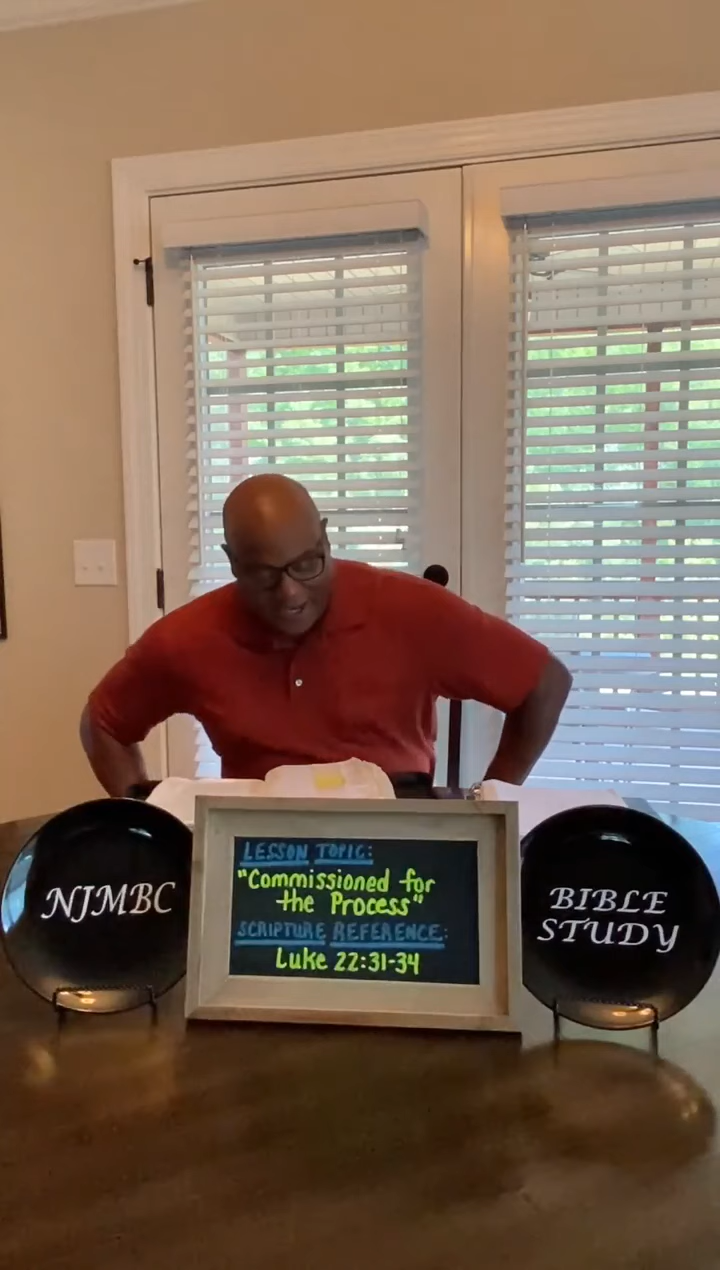 NJMBC
LESSON TOPIC:
"Commissioned for
the Process"
SCRIPTURE REFERENCE:
Luke 22:31-34
BIBLE
STUDY